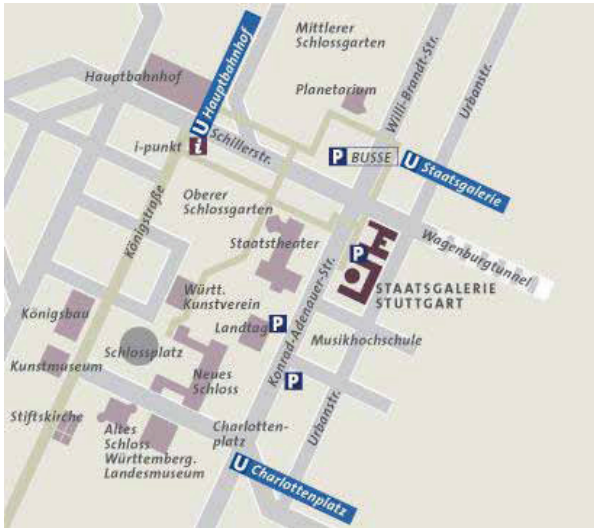 Mittlerer
Schlossgarten
Hauptbahnhof
U Hauptbahnhof
Planetarium
Willi-Brandt-Str.
Urbanstr.
i-punkt
i
Schillerstr.
P BUSSE
U Staatsgalerie
Königstraße
Oberer
Schlossgarten
Staatstheater
P
Wagenburgtunnel
STAATSGALERIE
STUTTGART
Württ.
Kunstverein
Königsbau
Landtag
P
Konrad-Adenauer-Str.
Musikhochschule
Schlossplatz
Kunstmuseum
Neues
Schloss
P
Urbanstr.
Stiftskirche
Altes
Schloss
Württemberg.
Landesmuseum
Charlotten-
platz
U Charlottenplatz